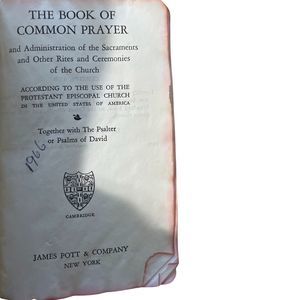 THE BOOK OF
COMMON PRAYER
and Administration of the Sacraments
and Other Rites and Ceremonies
of the Church
ACCORDING TO THE USE OF THE
PROTESTANT EPISCOPAL CHURCH
IN THE UNITED STATES OF AMERICA
Together with The Psalter
or Psalms of David
1966
CAMBRIDGE
JAMES POTT & COMPANY
NEW YORK